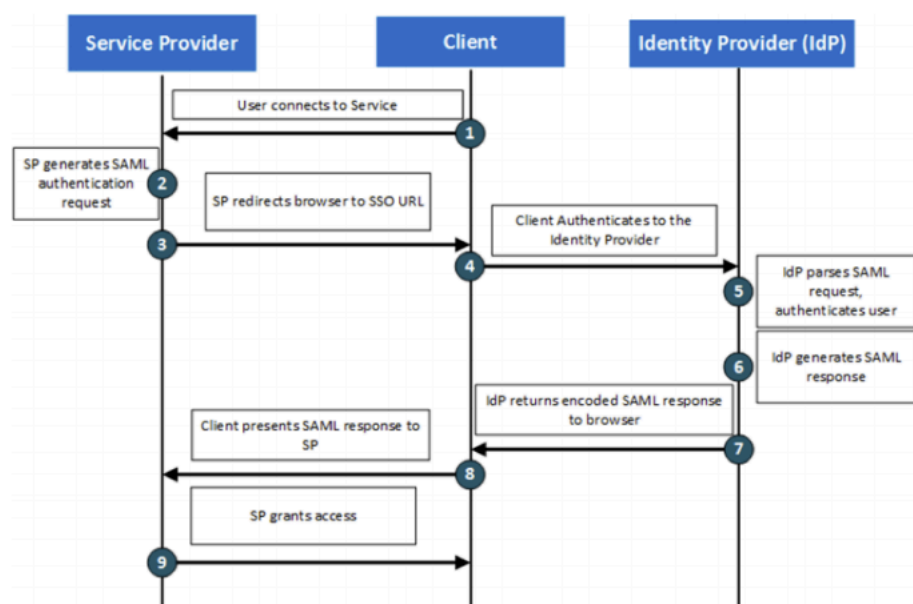 Service Provider
Client
Identity Provider (IdP)
User connects to Service
1
SP generates SAML
authentication
request
2
SP redirects browser to SSO URL
3
Client Authenticates to the
Identity Provider
4
5
IdP parses SAML
request,
authenticates user
6
IdP generates SAML
response
IdP returns encoded SAML response
to browser
7
Client presents SAML response to
SP
8
SP grants access
9